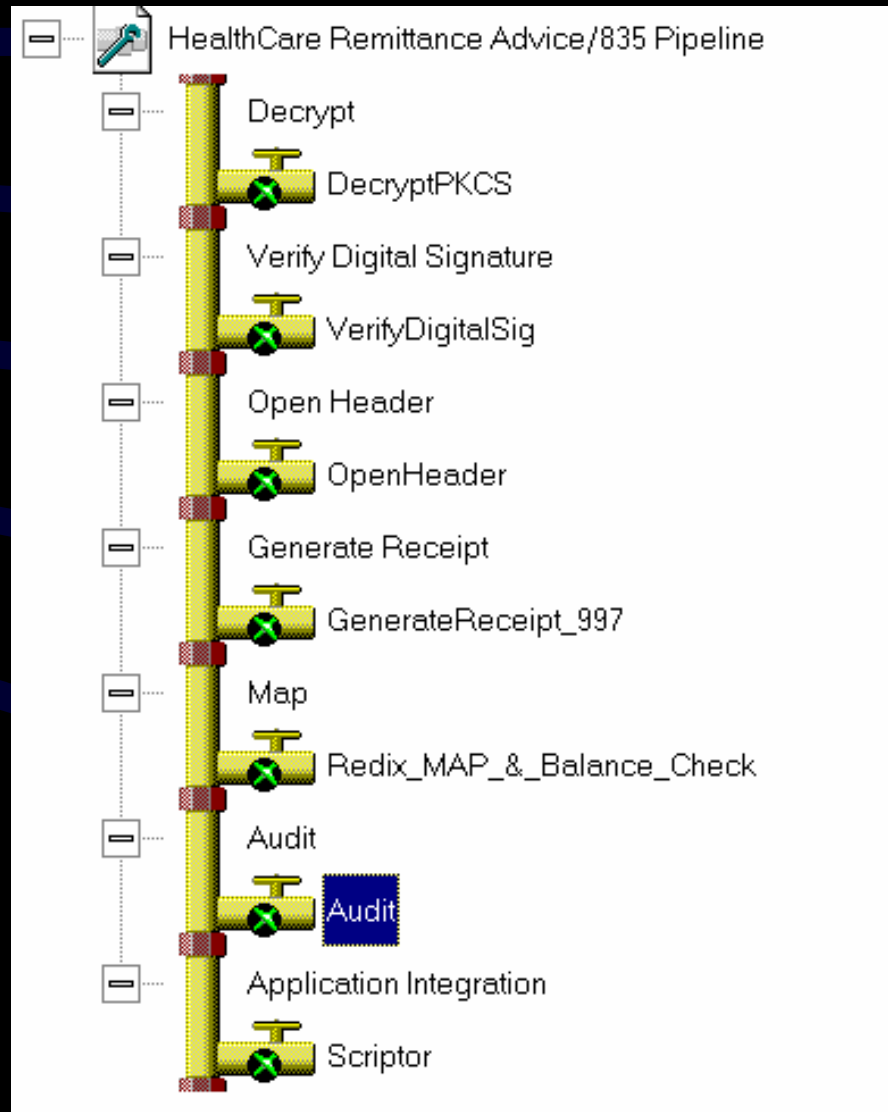 HealthCare Remittance Advice/835 Pipeline
Decrypt
DecryptPKCS
Verify Digital Signature
VerifyDigitalSig
Open Header
OpenHeader
Generate Receipt
GenerateReceipt_997
Map
Redix_MAP_&_Balance_Check
Audit
Audit
Application Integration
Scriptor